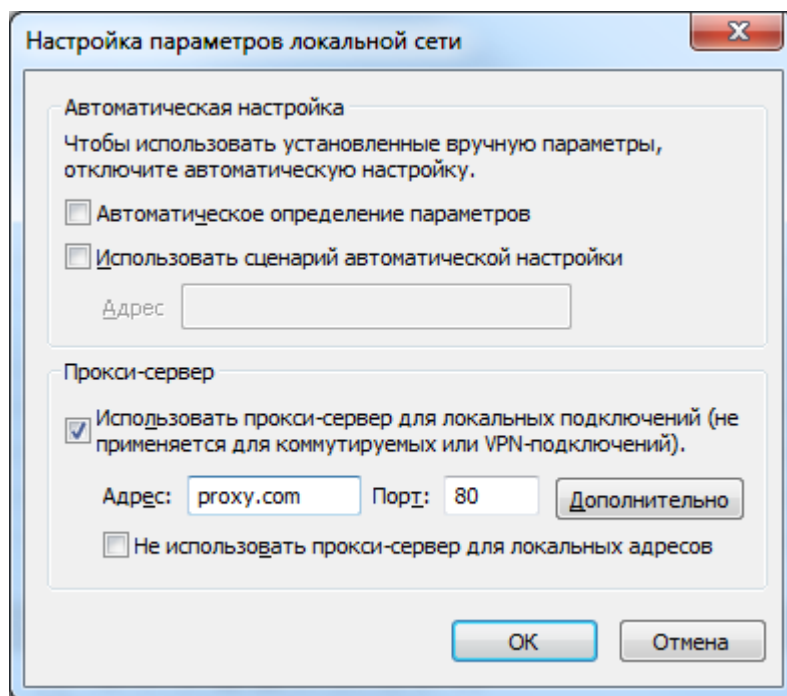 Настройка параметров локальной сети
Автоматическая настройка
Чтобы использовать установленные вручную параметры,
отключите автоматическую настройку.
Автоматическое определение параметров
Использовать сценарий автоматической настройки
Адрес
Прокси-сервер
Использовать прокси-сервер для локальных подключений (не
применяется для коммутируемых или VPN-подключений).
Адрес: proxy.com Порт: 80 Дополнительно
Не использовать прокси-сервер для локальных адресов
ОК Отмена